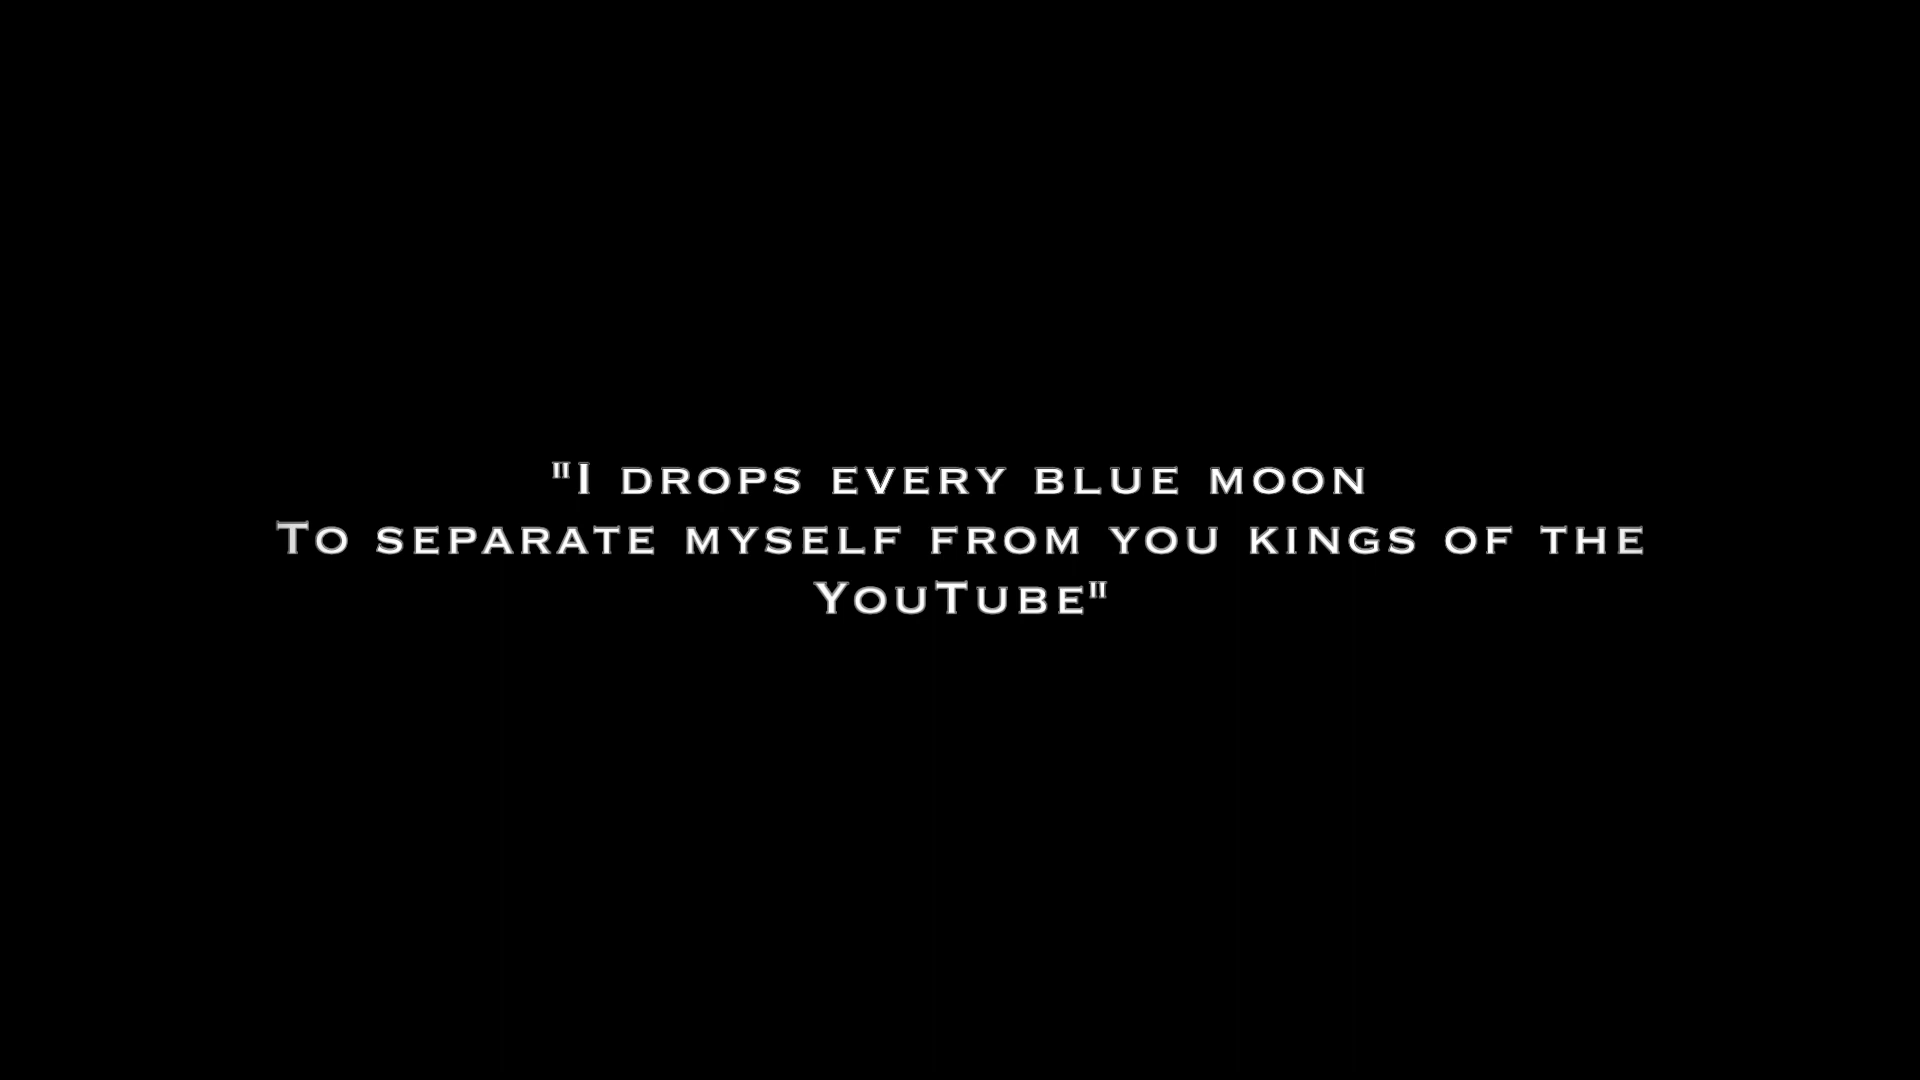 "I drops every blue moon
To separate myself from you kings of the
YouTube"